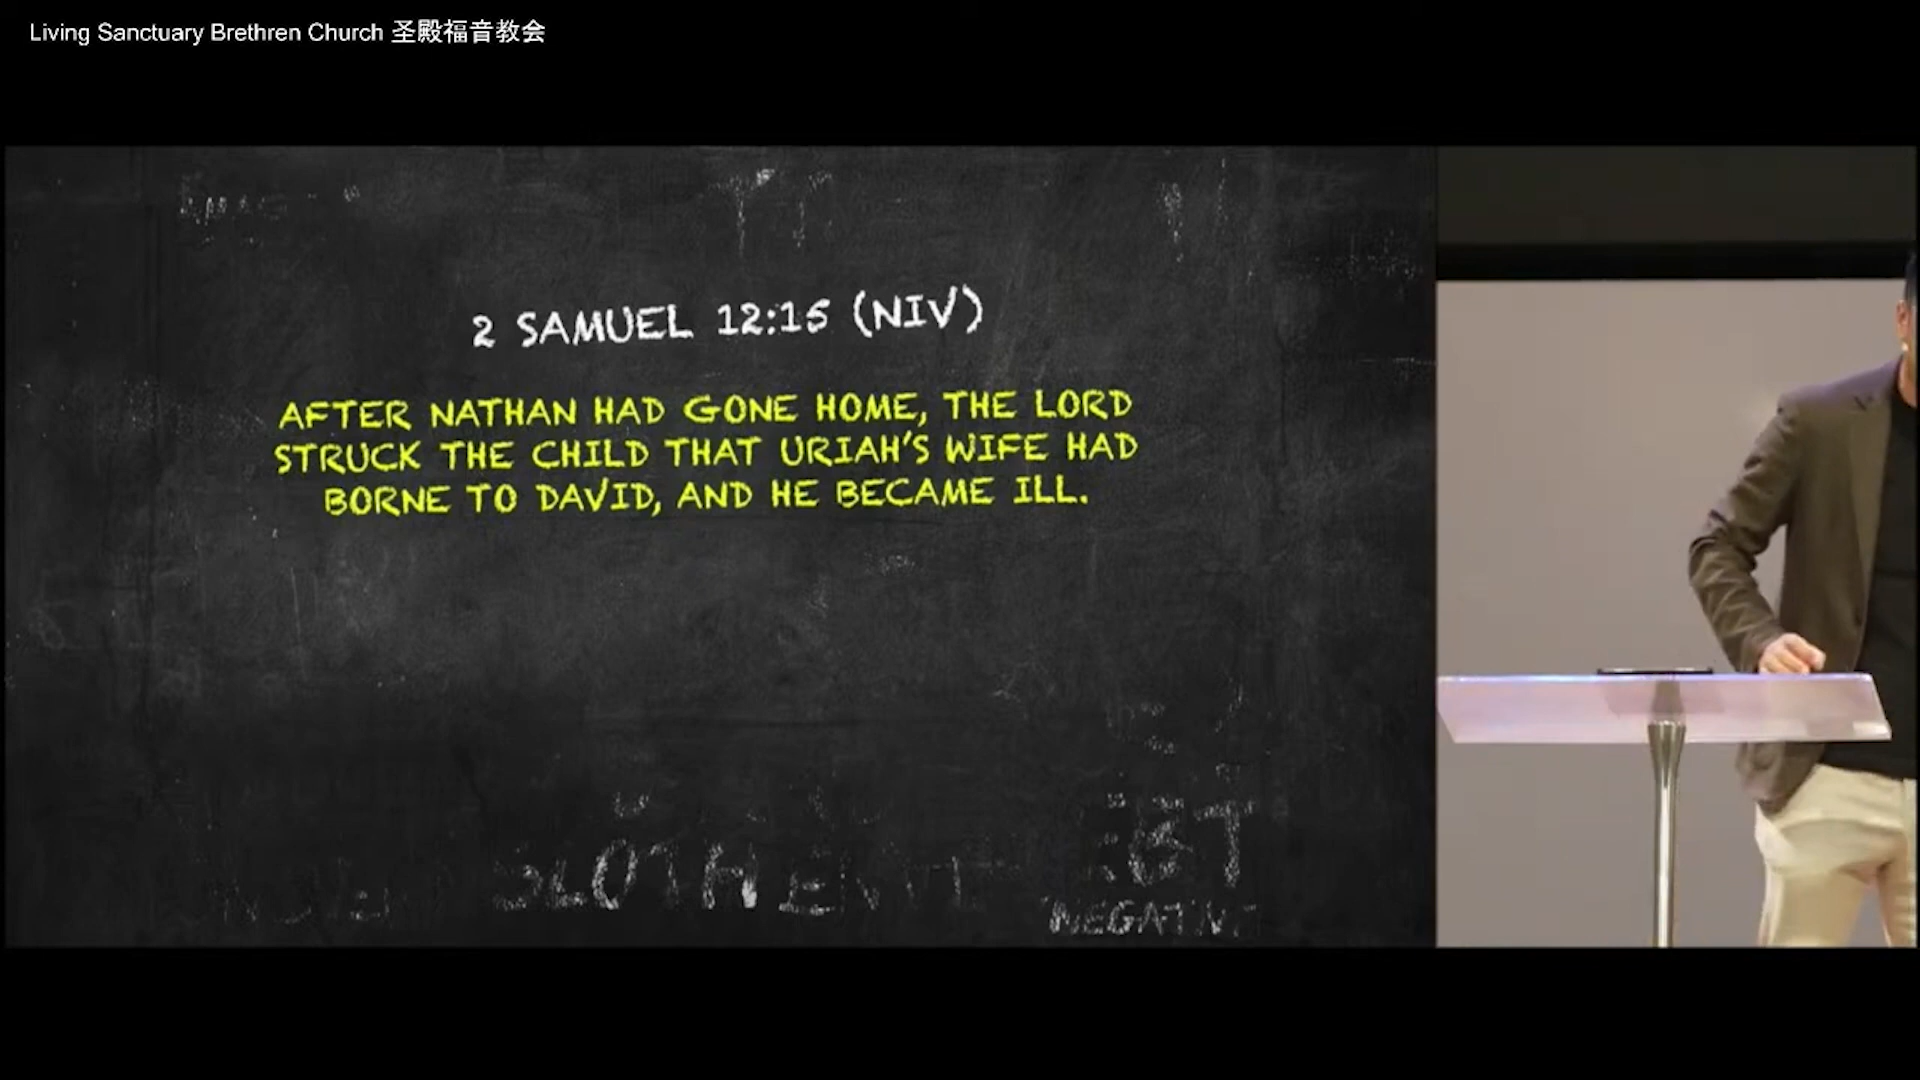 Living Sanctuary Brethren Church 圣殿福音教会
2 SAMUEL 12:15 (NIV)
AFTER NATHAN HAD GONE HOME, THE LORD
STRUCK THE CHILD THAT URIAH'S WIFE HAD
BORNE TO DAVID, AND HE BECAME ILL.
SLOTH